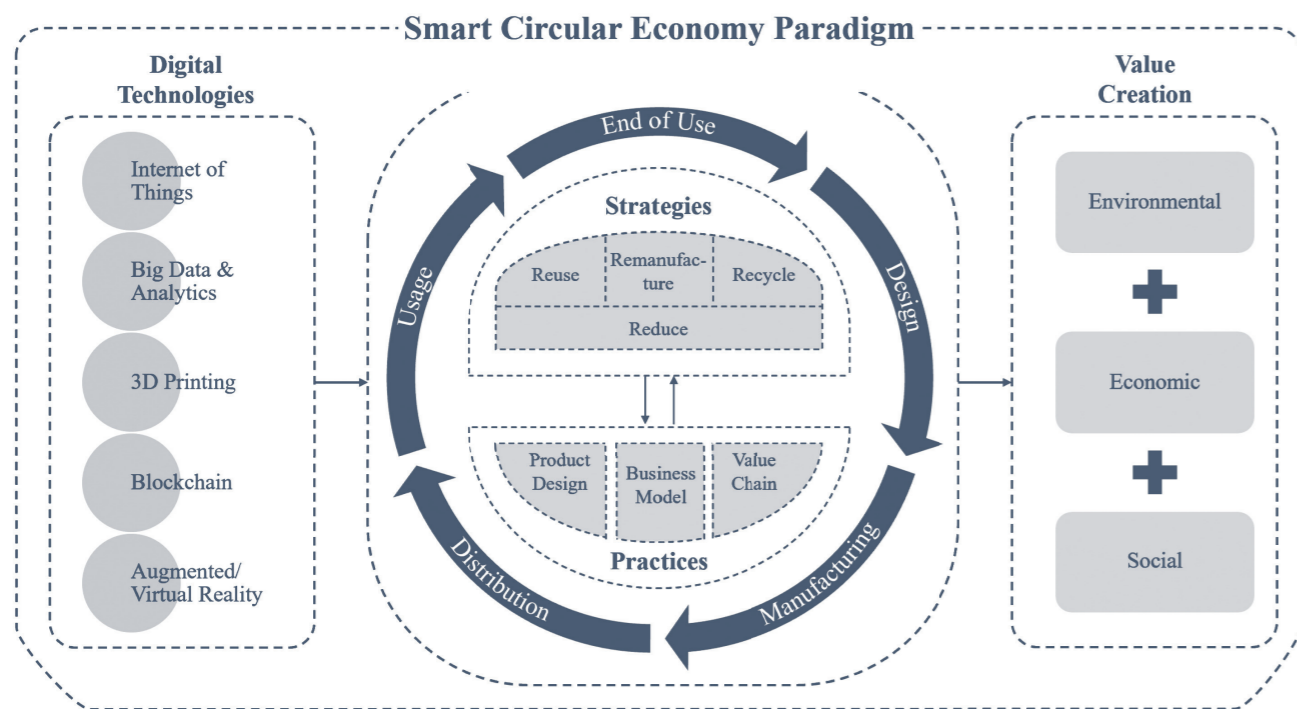 Smart Circular Economy Paradigm
Digital
Technologies
Internet of
Things
Big Data &
Analytics
3D Printing
Blockchain
Augmented/
Virtual Reality
End of Use
Design
Manufacturing
Distribution
Usage
Strategies
Reuse
Remanufac-
ture
Recycle
Reduce
Product
Design
Business
Model
Value
Chain
Practices
Value
Creation
Environmental
Economic
Social